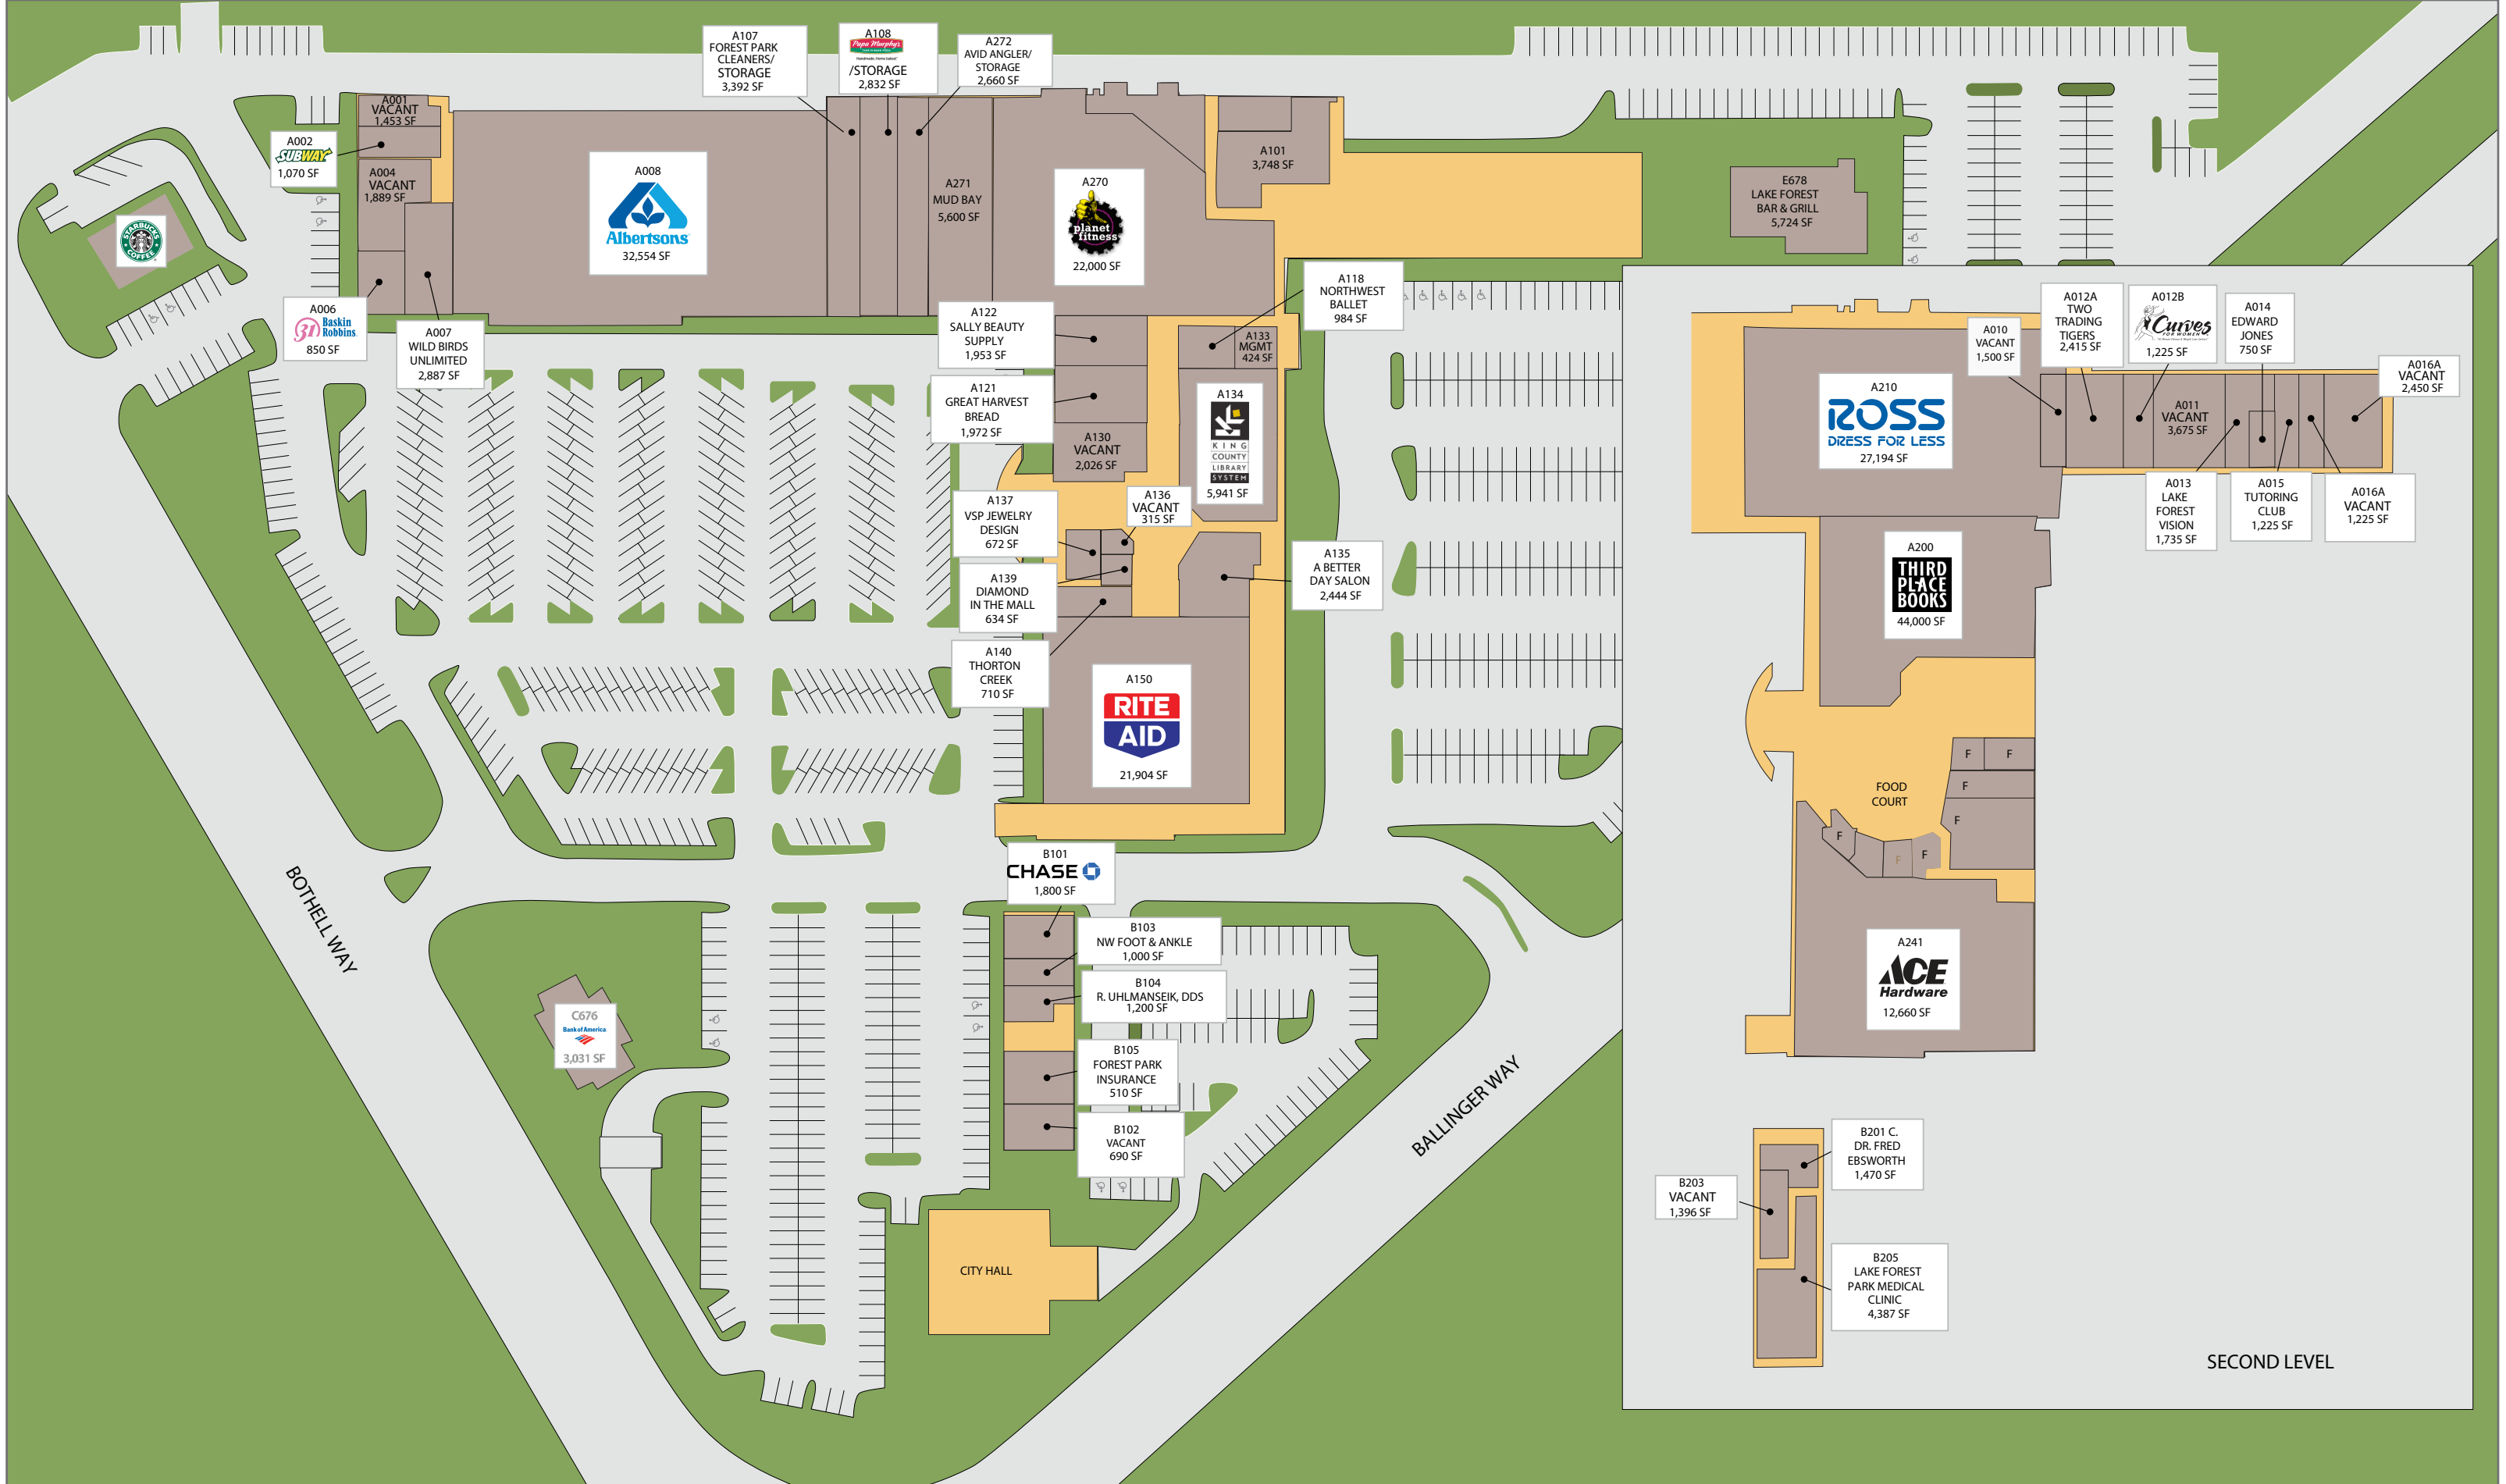 A107
FOREST PARK
CLEANERS/
STORAGE
3,392 SF
A108
Papa Murphy's
/STORAGE
2,832 SF
A272
AVID ANGLER/
STORAGE
2,660 SF
A001
VACANT
1,453 SF
A002
SUBWAY
1,070 SF
A004
VACANT
1,889 SF
STARBUCKS
COFFEE
A006
31 Baskin
Robbins
850 SF
A007
WILD BIRDS
UNLIMITED
2,887 SF
A008
Albertsons
32,554 SF
A271
MUD BAY
5,600 SF
A270
planet
fitness
22,000 SF
A101
3,748 SF
E678
LAKE FOREST
BAR & GRILL
5,724 SF
A118
NORTHWEST
BALLET
984 SF
A122
SALLY BEAUTY
SUPPLY
1,953 SF
A133
MGMT
424 SF
A121
GREAT HARVEST
BREAD
1,972 SF
A134
KING
COUNTY
LIBRARY
SYSTEM
5,941 SF
A130
VACANT
2,026 SF
A137
VSP JEWELRY
DESIGN
672 SF
A136
VACANT
315 SF
A139
DIAMOND
IN THE MALL
634 SF
A135
A BETTER
DAY SALON
2,444 SF
A140
THORTON
CREEK
710 SF
A150
RITE
AID
21,904 SF
A010
VACANT
1,500 SF
A012A
TWO
TRADING
TIGERS
2,415 SF
A012B
Curves
FOR WOMEN
1,225 SF
A014
EDWARD
JONES
750 SF
A016A
VACANT
2,450 SF
A210
ROSS
DRESS FOR LESS
27,194 SF
A011
VACANT
3,675 SF
A013
LAKE
FOREST
VISION
1,735 SF
A015
TUTORING
CLUB
1,225 SF
A016A
VACANT
1,225 SF
A200
THIRD
PLACE
BOOKS
44,000 SF
F
F
F
F
FOOD
COURT
F
F
F
A241
ACE
Hardware
12,660 SF
B101
CHASE
1,800 SF
B103
NW FOOT & ANKLE
1,000 SF
B104
R. UHLMANSEIK, DDS
1,200 SF
B105
FOREST PARK
INSURANCE
510 SF
B102
VACANT
690 SF
C676
Bank of America
3,031 SF
BOTHELL WAY
BALLINGER WAY
CITY HALL
B201 C.
DR. FRED
EBSWORTH
1,470 SF
B203
VACANT
1,396 SF
B205
LAKE FOREST
PARK MEDICAL
CLINIC
4,387 SF
SECOND LEVEL